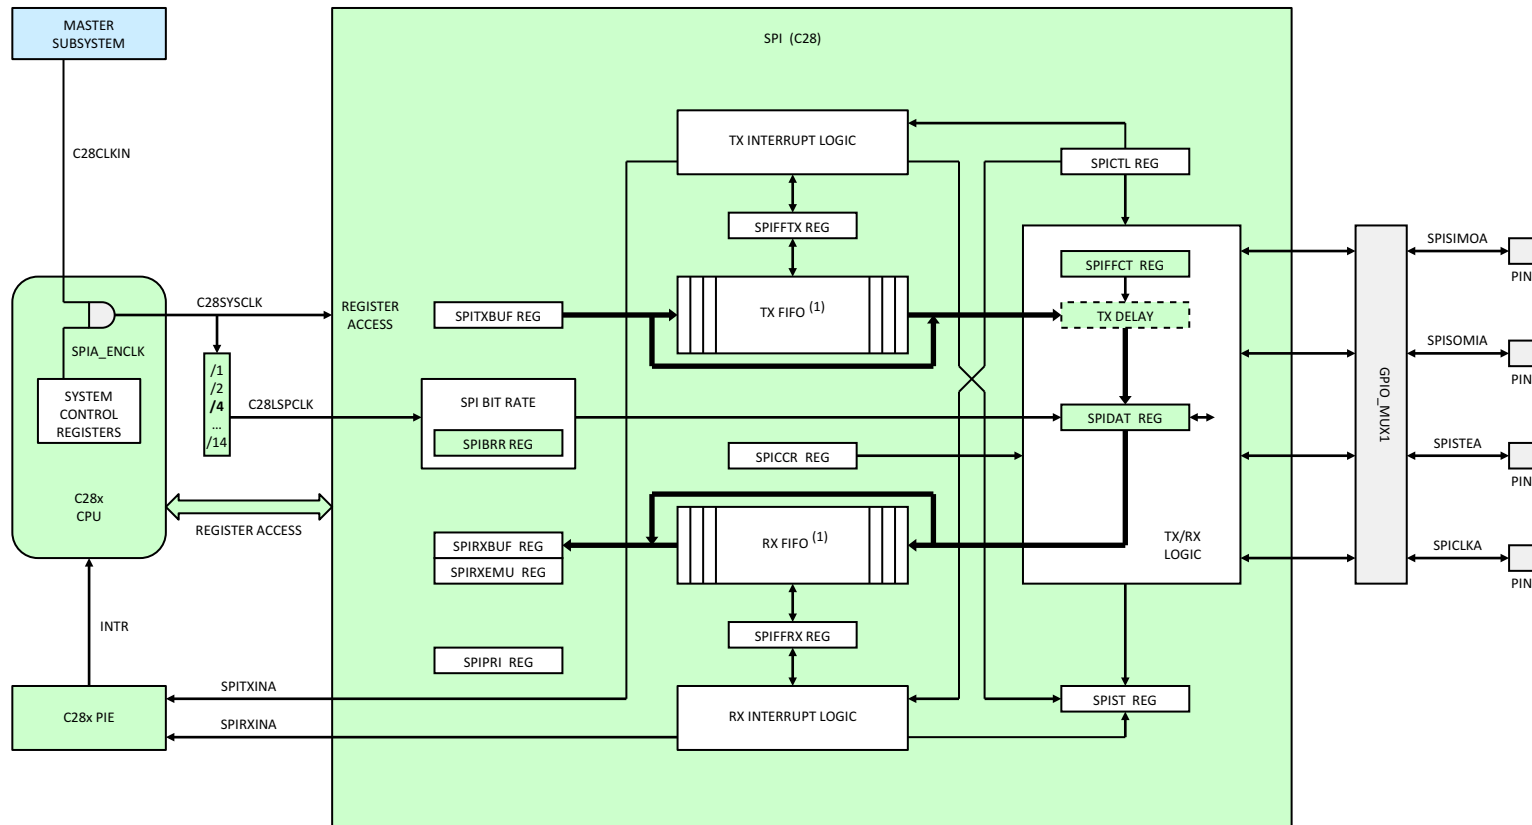 MASTER
SUBSYSTEM
SPI (C28)
C28CLKIN
TX INTERRUPT LOGIC
SPICTL REG
SPIFFTX REG
SPISIMOA
PIN
SPIFFCT REG
C28SYSCLK
REGISTER
ACCESS
SPITXBUF REG
TX FIFO (1)
TX DELAY
SPIA_ENCLK
SPISOMIA
PIN
/1
/2
/4
...
/14
SYSTEM
CONTROL
REGISTERS
C28LSPCLK
SPI BIT RATE
SPIBRR REG
SPIDAT REG
GPIO_MUX1
SPICCR REG
SPISTEA
PIN
C28x
CPU
REGISTER ACCESS
SPIRXBUF REG
SPIRXEMU REG
RX FIFO (1)
TX/RX
LOGIC
SPICLKA
PIN
INTR
SPIFFRX REG
SPIPRI REG
SPITXINA
C28x PIE
SPIRXINA
RX INTERRUPT LOGIC
SPIST REG